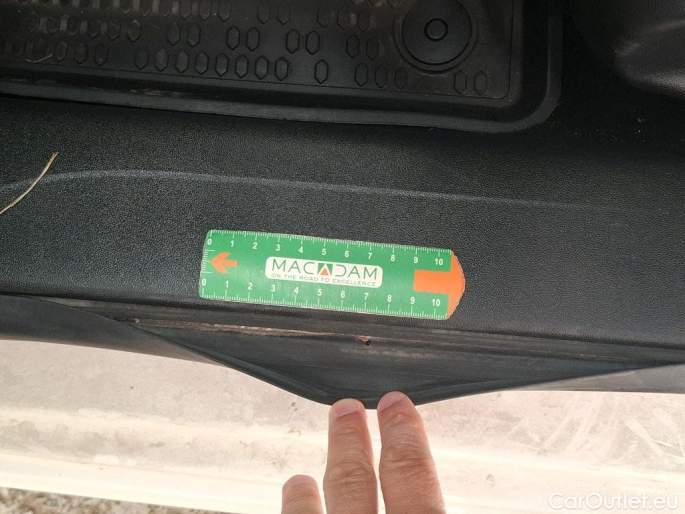 0 1 2 3 4 5 6 7 8 9 10
MACADAM
ON THE ROAD TO EXCELLENCE
0 1 2 3 4 5 6 7 8 9 10
CarOutlet.eu